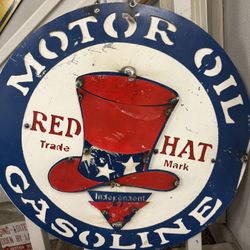 MOTOR OIL
RED HAT
Trade Mark
Independent
GASOLINE